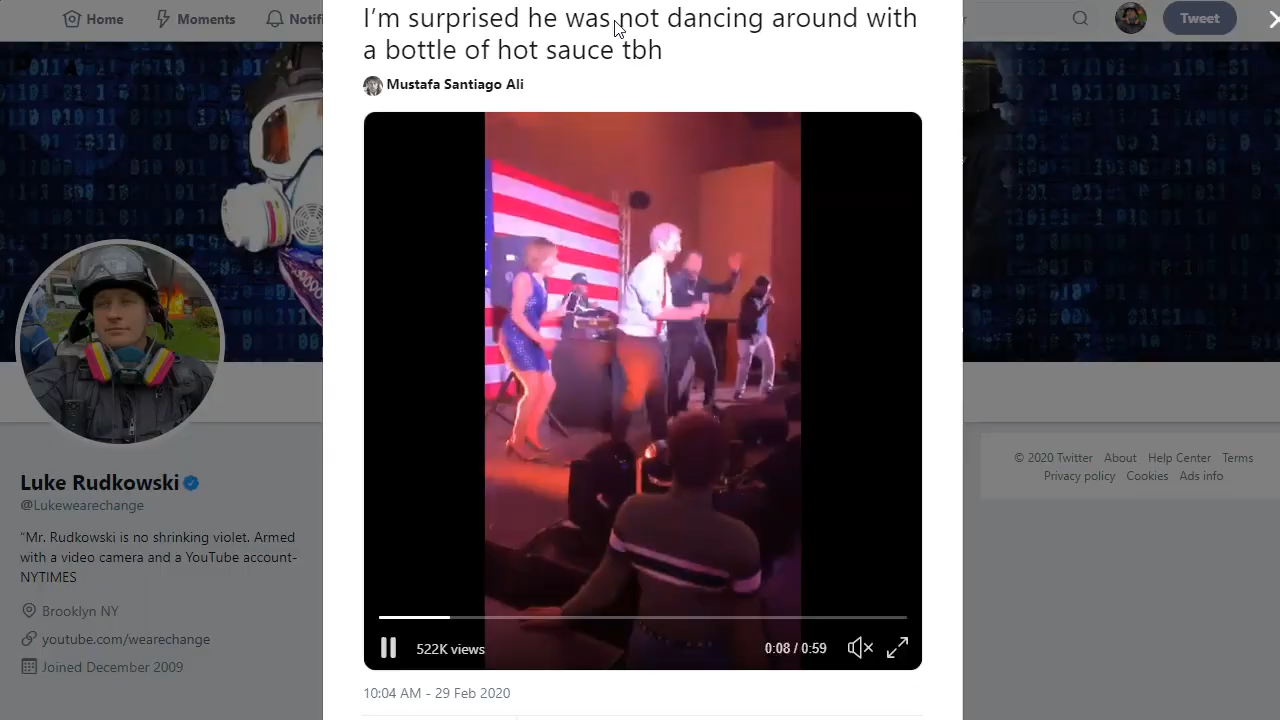 Home
Moments
Notifi
r
Tweet
I'm surprised he was not dancing around with
a bottle of hot sauce tbh
Mustafa Santiago Ali
522K views
0:08 / 0:59
10:04 AM - 29 Feb 2020
Luke Rudkowski
@Lukewearechange
“Mr. Rudkowski is no shrinking violet. Armed
with a video camera and a YouTube account-
NYTIMES
Brooklyn NY
youtube.com/wearechange
Joined December 2009
© 2020 Twitter About Help Center Terms
Privacy policy Cookies Ads info